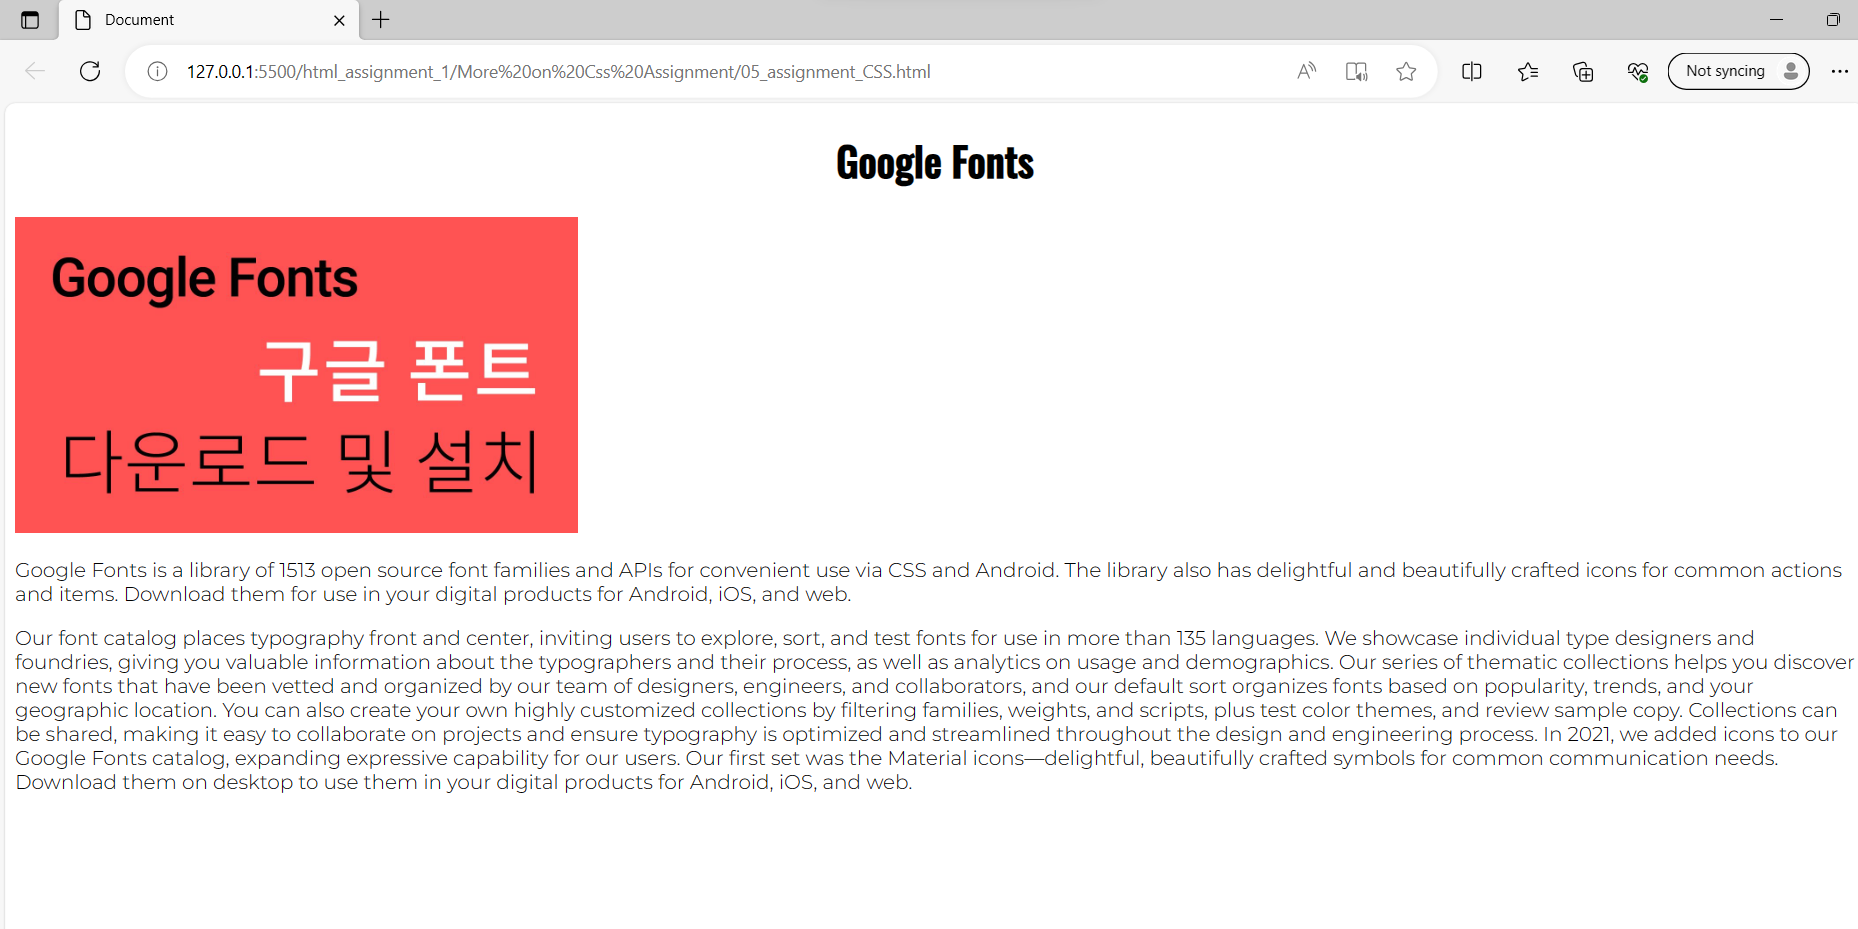 Document
127.0.0.1:5500/html_assignment_1/More%20on%20Css%20Assignment/05_assignment_CSS.html
Not syncing
Google Fonts
Google Fonts
구글 폰트
다운로드 및 설치
Google Fonts is a library of 1513 open source font families and APIs for convenient use via CSS and Android. The library also has delightful and beautifully crafted icons for common actions
and items. Download them for use in your digital products for Android, iOS, and web.
Our font catalog places typography front and center, inviting users to explore, sort, and test fonts for use in more than 135 languages. We showcase individual type designers and
foundries, giving you valuable information about the typographers and their process, as well as analytics on usage and demographics. Our series of thematic collections helps you discover
new fonts that have been vetted and organized by our team of designers, engineers, and collaborators, and our default sort organizes fonts based on popularity, trends, and your
geographic location. You can also create your own highly customized collections by filtering families, weights, and scripts, plus test color themes, and review sample copy. Collections can
be shared, making it easy to collaborate on projects and ensure typography is optimized and streamlined throughout the design and engineering process. In 2021, we added icons to our
Google Fonts catalog, expanding expressive capability for our users. Our first set was the Material icons—delightful, beautifully crafted symbols for common communication needs.
Download them on desktop to use them in your digital products for Android, iOS, and web.